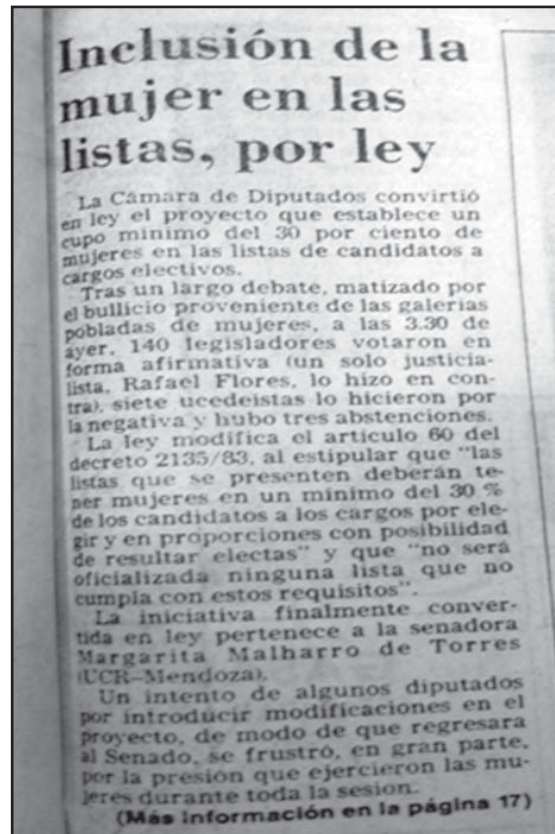 Inclusión de la
mujer en las
listas, por ley
La Cámara de Diputados convirtió
en ley el proyecto que establece un
cupo mínimo del 30 por ciento de
mujeres en las listas de candidatos a
cargos electivos.
Tras un largo debate, matizado por
el bullicio proveniente de las galerías
pobladas de mujeres, a las 3.30 de
ayer, 140 legisladores votaron en
forma afirmativa (un solo justicia-
lista, Rafael Flores, lo hizo en con-
tra), siete ucedeístas lo hicieron por
la negativa y hubo tres abstenciones.
La ley modifica el artículo 60 del
decreto 2135/83, al estipular que "las
listas que se presenten deberán te-
ner mujeres en un mínimo del 30 %
de los candidatos a los cargos por ele-
gir y en proporciones con posibilidad
de resultar electas" y que "no será
oficializada ninguna lista que no
cumpla con estos requisitos".
La iniciativa finalmente conver-
tida en ley pertenece a la senadora
Margarita Malharro de Torres
(UCR-Mendoza).
Un intento de algunos diputados
por introducir modificaciones en el
proyecto, de modo de que regresara
al Senado, se frustró, en gran parte,
por la presión que ejercieron las mu-
jeres durante toda la sesión.
(Más información en la página 17)